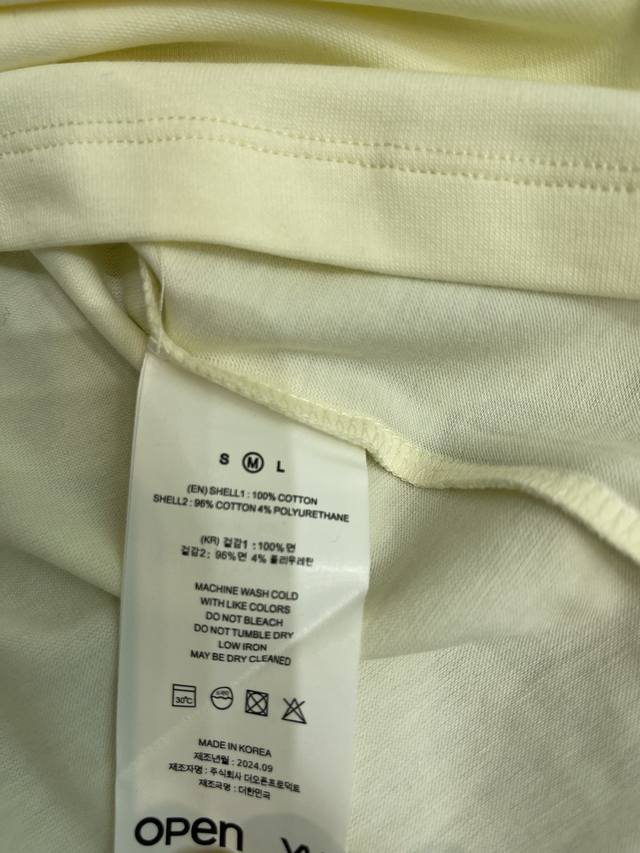 S M L
(EN) SHELL1 : 100% COTTON
SHELL2 : 96% COTTON 4% POLYURETHANE
(KR) 겉감1 : 100% 면
겉감2 : 96% 면 4% 폴리우레탄
MACHINE WASH COLD
WITH LIKE COLORS
DO NOT BLEACH
DO NOT TUMBLE DRY
LOW IRON
MAY BE DRY CLEANED
30℃
MADE IN KOREA
제조년월 : 2024.09
제조자명 : 주식회사 더오픈프로덕트
제조국명 : 대한민국
OPEN